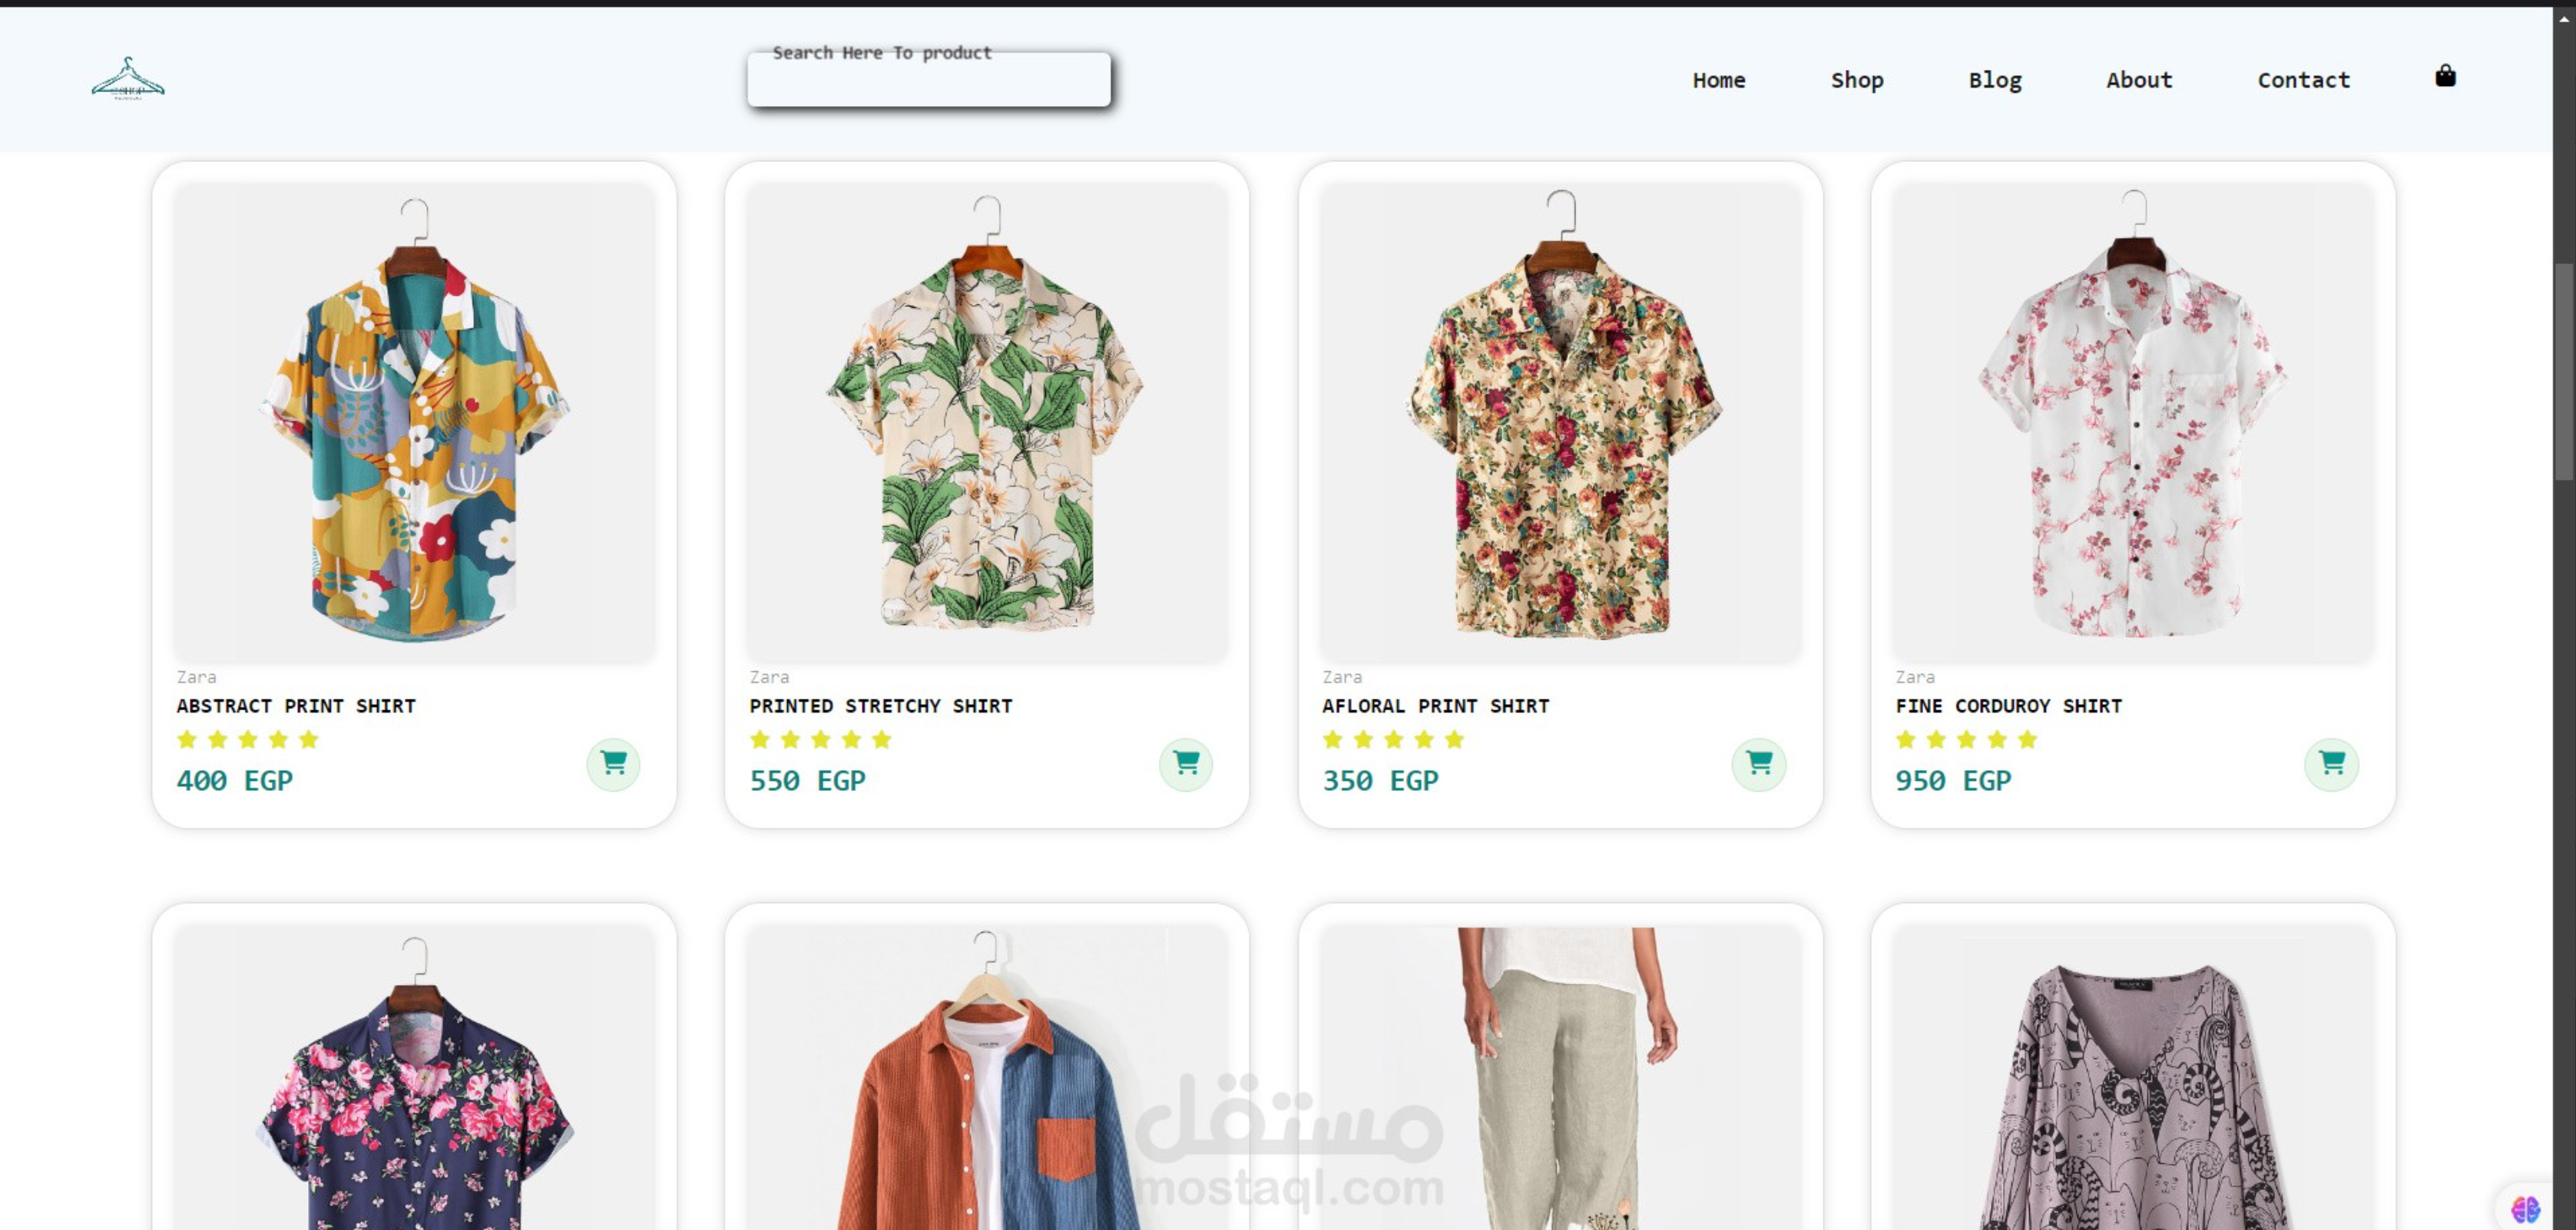 Search Here To product
Home
Shop
Blog
About
Contact
SHOP
Zara
ABSTRACT PRINT SHIRT
400 EGP
Zara
PRINTED STRETCHY SHIRT
550 EGP
Zara
AFLORAL PRINT SHIRT
350 EGP
Zara
FINE CORDUROY SHIRT
950 EGP
مستقل
mostaql.com